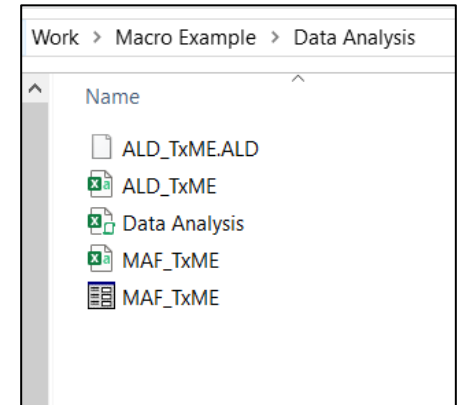 Work > Macro Example > Data Analysis
Name
ALD_TxME.ALD
ALD_TxME
Data Analysis
MAF_TxME
MAF_TxME